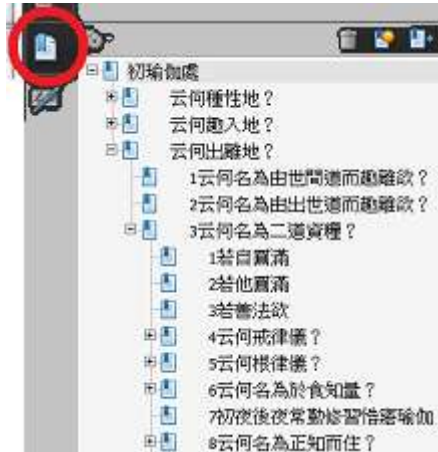 初瑜伽處
云何種性地？
云何趣入地？
云何出離地？
1云何名為由世間道而趣離欲？
2云何名為由出世道而趣離欲？
3云何名為二道資糧？
1若自圓滿
2若他圓滿
3若善法欲
4云何戒律儀？
5云何根律儀？
6云何名為於食知量？
7初夜後夜常勤修習悎寤瑜伽
8云何名為正知而住？